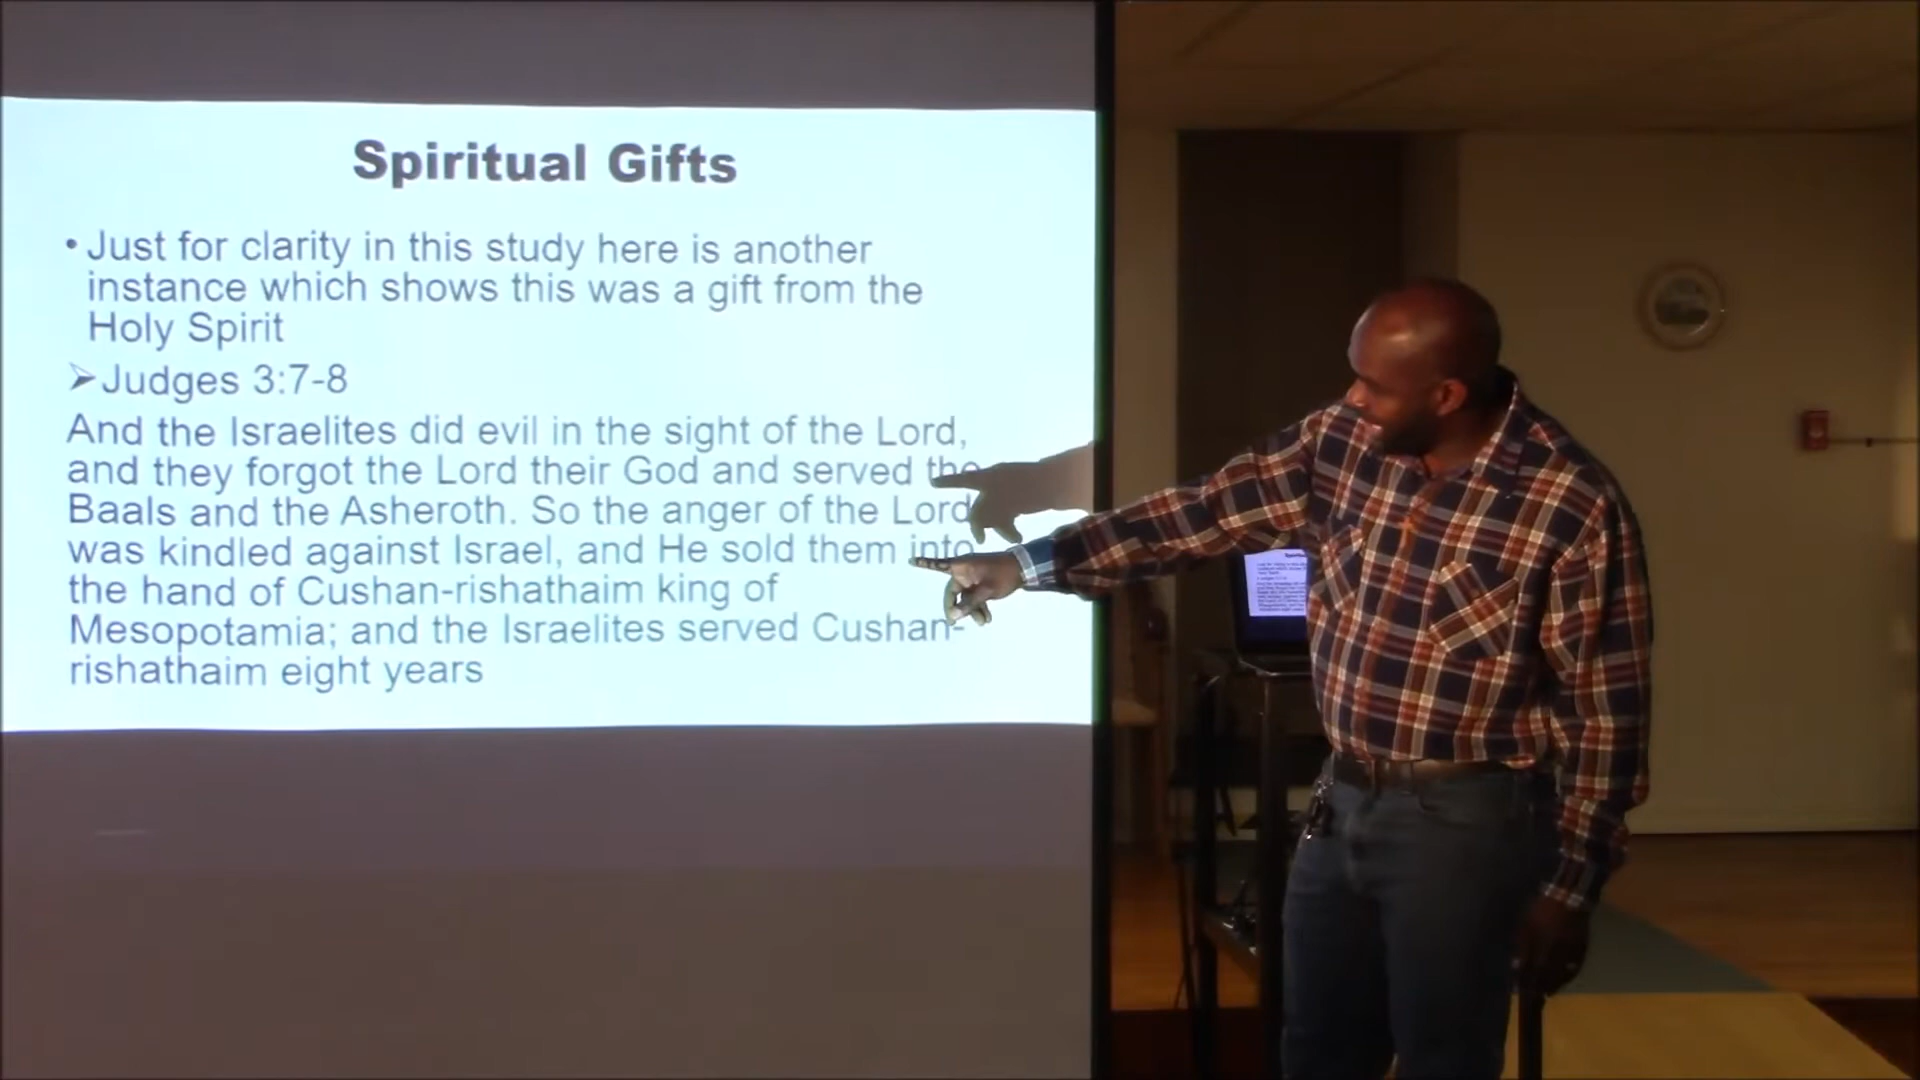 Spiritual Gifts
• Just for clarity in this study here is another
instance which shows this was a gift from the
Holy Spirit
➢Judges 3:7-8
And the Israelites did evil in the sight of the Lord,
and they forgot the Lord their God and served the
Baals and the Asheroth. So the anger of the Lord
was kindled against Israel, and He sold them into
the hand of Cushan-rishathaim king of
Mesopotamia; and the Israelites served Cushan-
rishathaim eight years